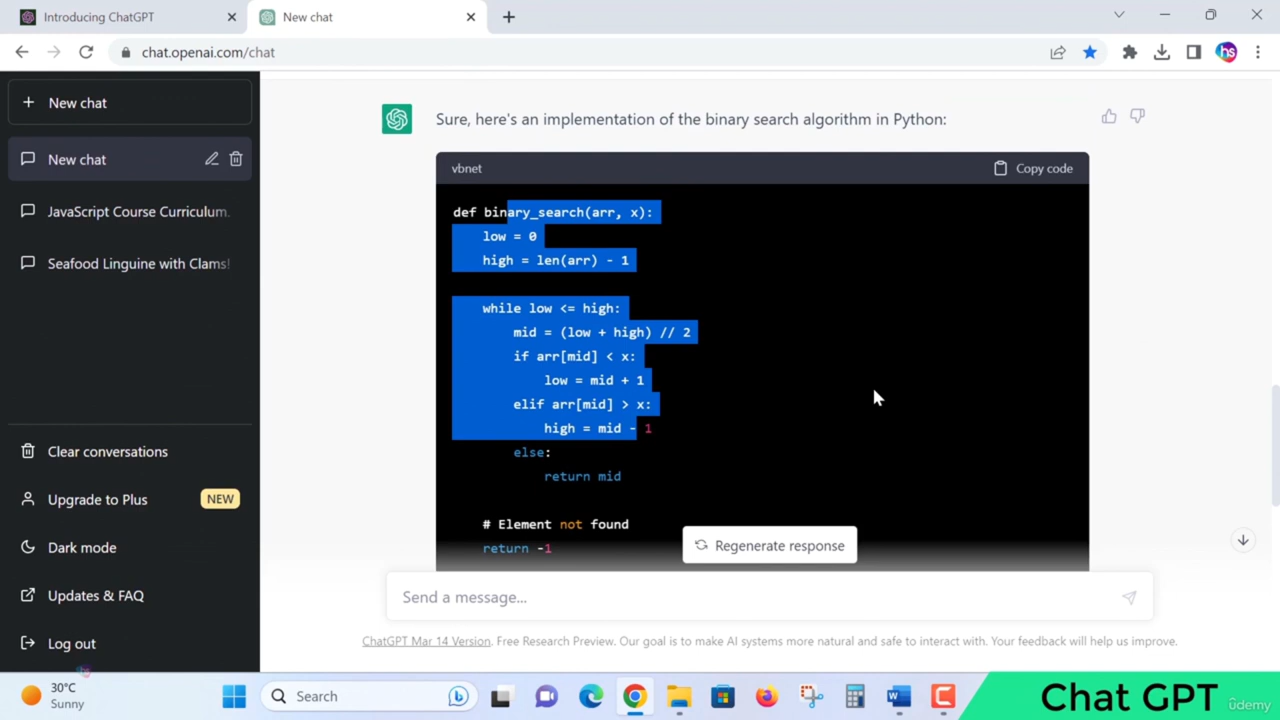 Introducing ChatGPT
New chat
chat.openai.com/chat
hs
New chat
New chat
JavaScript Course Curriculum.
Seafood Linguine with Clams!
Clear conversations
Upgrade to Plus NEW
Dark mode
Updates & FAQ
Log out
Sure, here's an implementation of the binary search algorithm in Python:
vbnet Copy code
def binary_search(arr, x):
    low = 0
    high = len(arr) - 1
    while low <= high:
        mid = (low + high) // 2
        if arr[mid] < x:
            low = mid + 1
        elif arr[mid] > x:
            high = mid - 1
        else:
            return mid
    # Element not found
    return -1
Regenerate response
Send a message...
ChatGPT Mar 14 Version. Free Research Preview. Our goal is to make AI systems more natural and safe to interact with. Your feedback will help us improve.
hs
30°C
Sunny
Search
Chat GPT
ûdemy